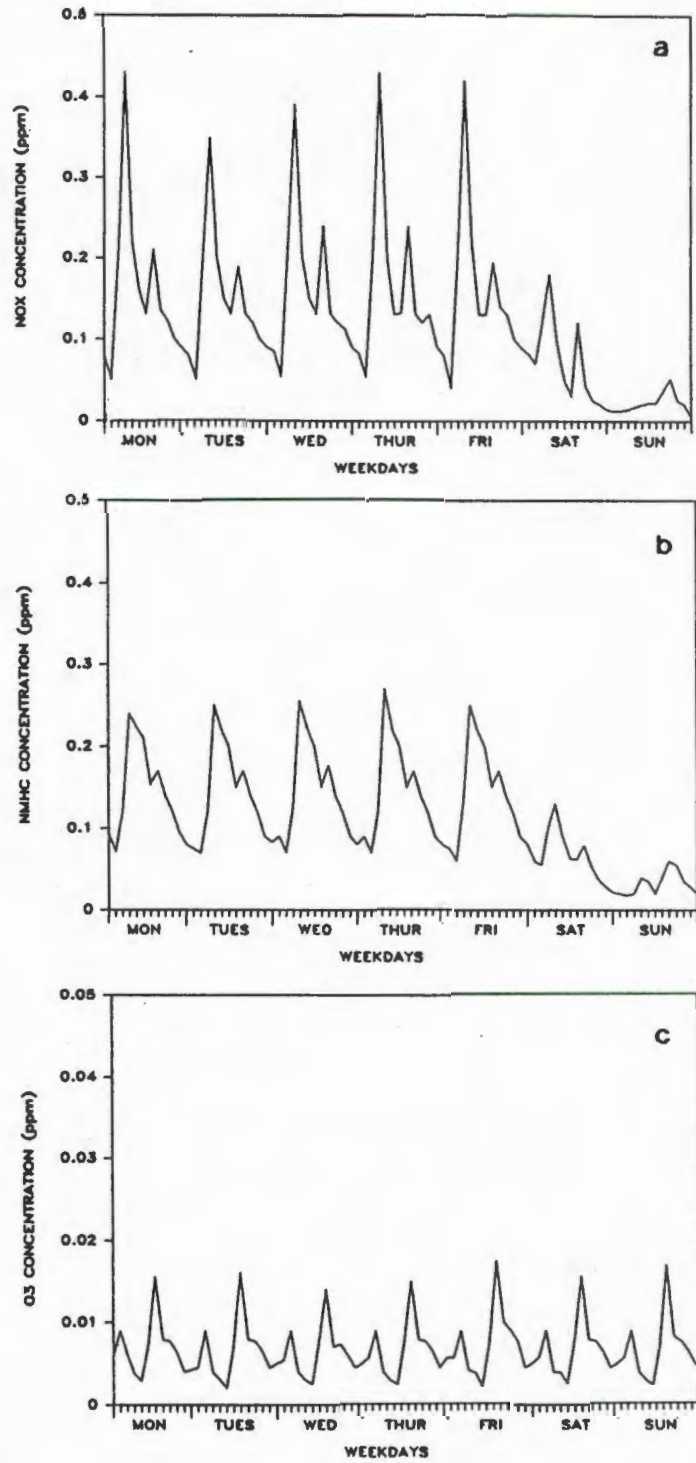 a
NOX CONCENTRATION (ppm)
0.5
0.4
0.3
0.2
0.1
0
MON TUES WED THUR FRI SAT SUN
WEEKDAYS
b
NMHC CONCENTRATION (ppm)
0.5
0.4
0.3
0.2
0.1
0
MON TUES WED THUR FRI SAT SUN
WEEKDAYS
c
O3 CONCENTRATION (ppm)
0.05
0.04
0.03
0.02
0.01
0
MON TUES WED THUR FRI SAT SUN
WEEKDAYS